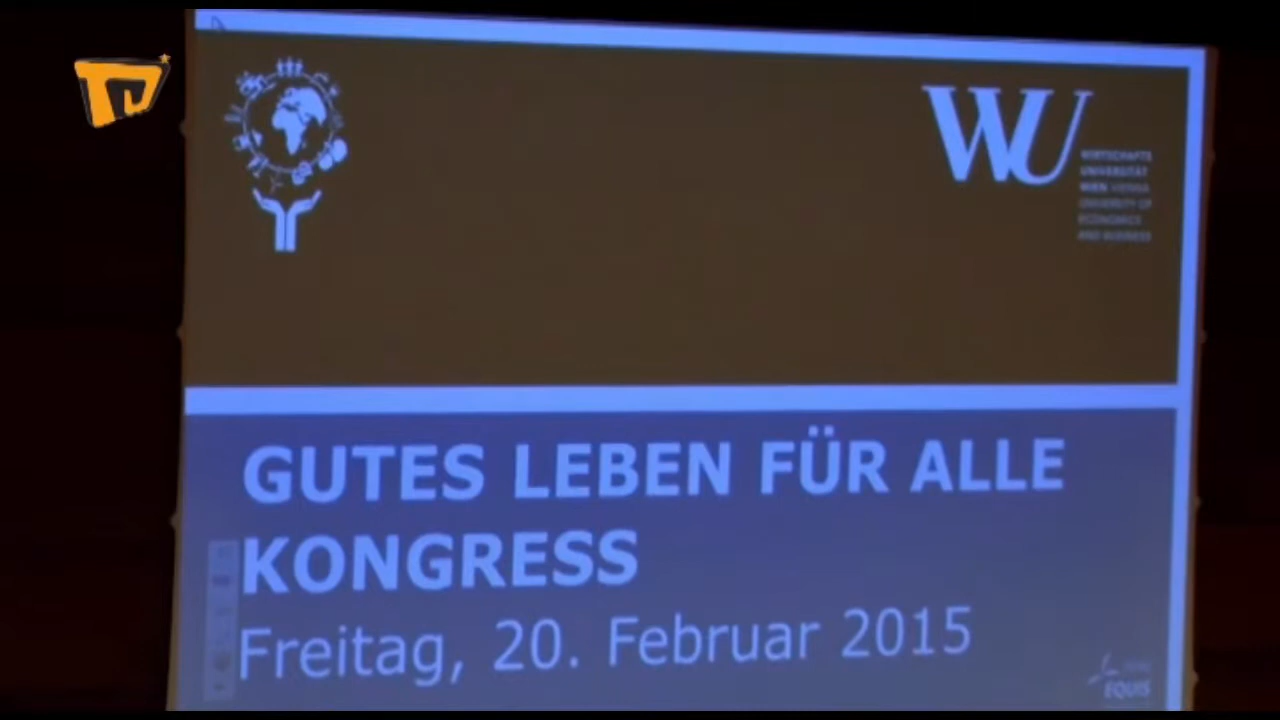 WU
WIRTSCHAFTS
UNIVERSITÄT
WIEN VIENNA
UNIVERSITY OF
ECONOMICS
AND BUSINESS
GUTES LEBEN FÜR ALLE
KONGRESS
Freitag, 20. Februar 2015
EQUIS